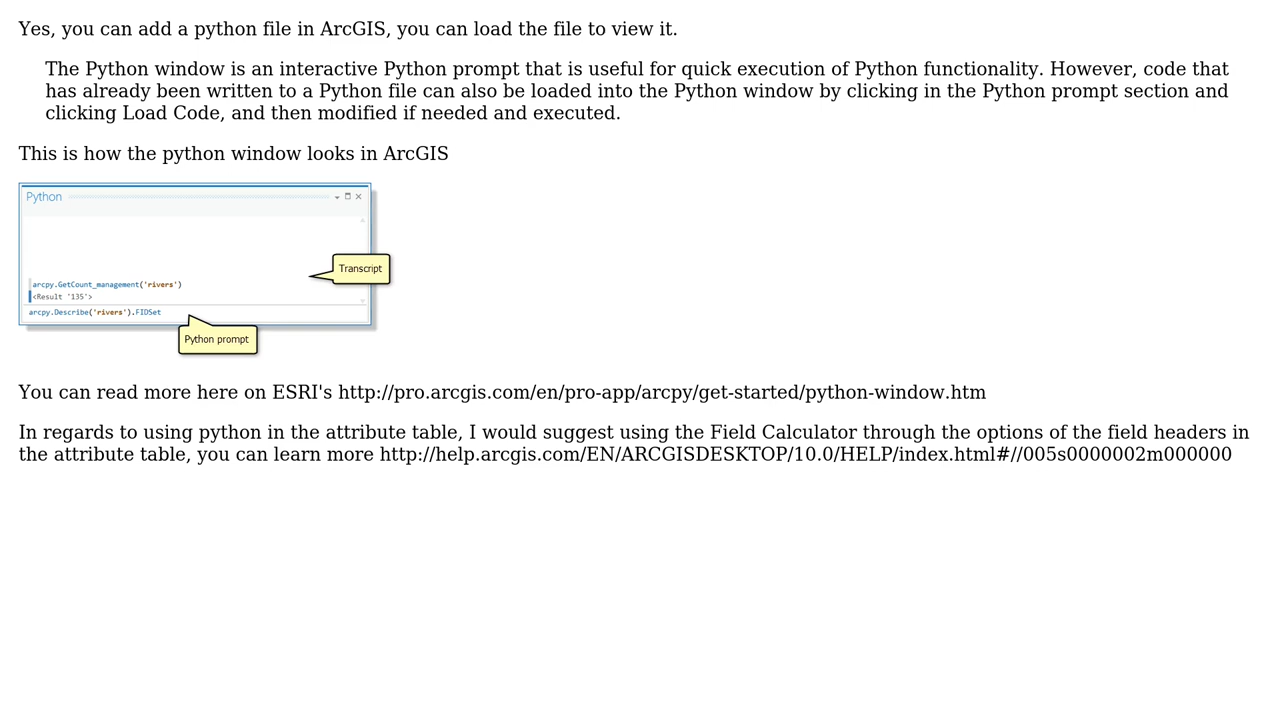 Yes, you can add a python file in ArcGIS, you can load the file to view it.
The Python window is an interactive Python prompt that is useful for quick execution of Python functionality. However, code that
has already been written to a Python file can also be loaded into the Python window by clicking in the Python prompt section and
clicking Load Code, and then modified if needed and executed.
This is how the python window looks in ArcGIS
Python
Transcript
arcpy.GetCount_management('rivers')
<Result '135'>
arcpy.Describe('rivers').FIDSet
Python prompt
You can read more here on ESRI's http://pro.arcgis.com/en/pro-app/arcpy/get-started/python-window.htm
In regards to using python in the attribute table, I would suggest using the Field Calculator through the options of the field headers in
the attribute table, you can learn more http://help.arcgis.com/EN/ARCGISDESKTOP/10.0/HELP/index.html#//005s0000002m000000